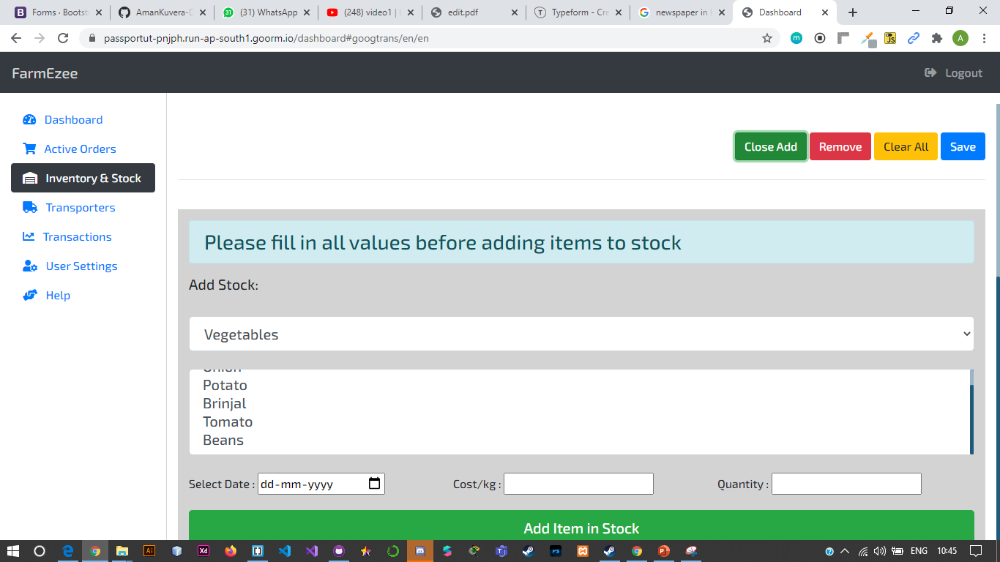 Forms · Bootst
AmanKuvera-D
(31) WhatsApp
(248) video1 |
edit.pdf
Typeform - Cre
newspaper in
Dashboard
passportut-pnjph.run-ap-south1.goorm.io/dashboard#googtrans/en/en
FarmEzee
Logout
Dashboard
Active Orders
Inventory & Stock
Transporters
Transactions
User Settings
Help
Close Add Remove Clear All Save
Please fill in all values before adding items to stock
Add Stock:
Vegetables
Onion
Potato
Brinjal
Tomato
Beans
Select Date : dd-mm-yyyy Cost/kg : Quantity :
Add Item in Stock
ENG 10:45